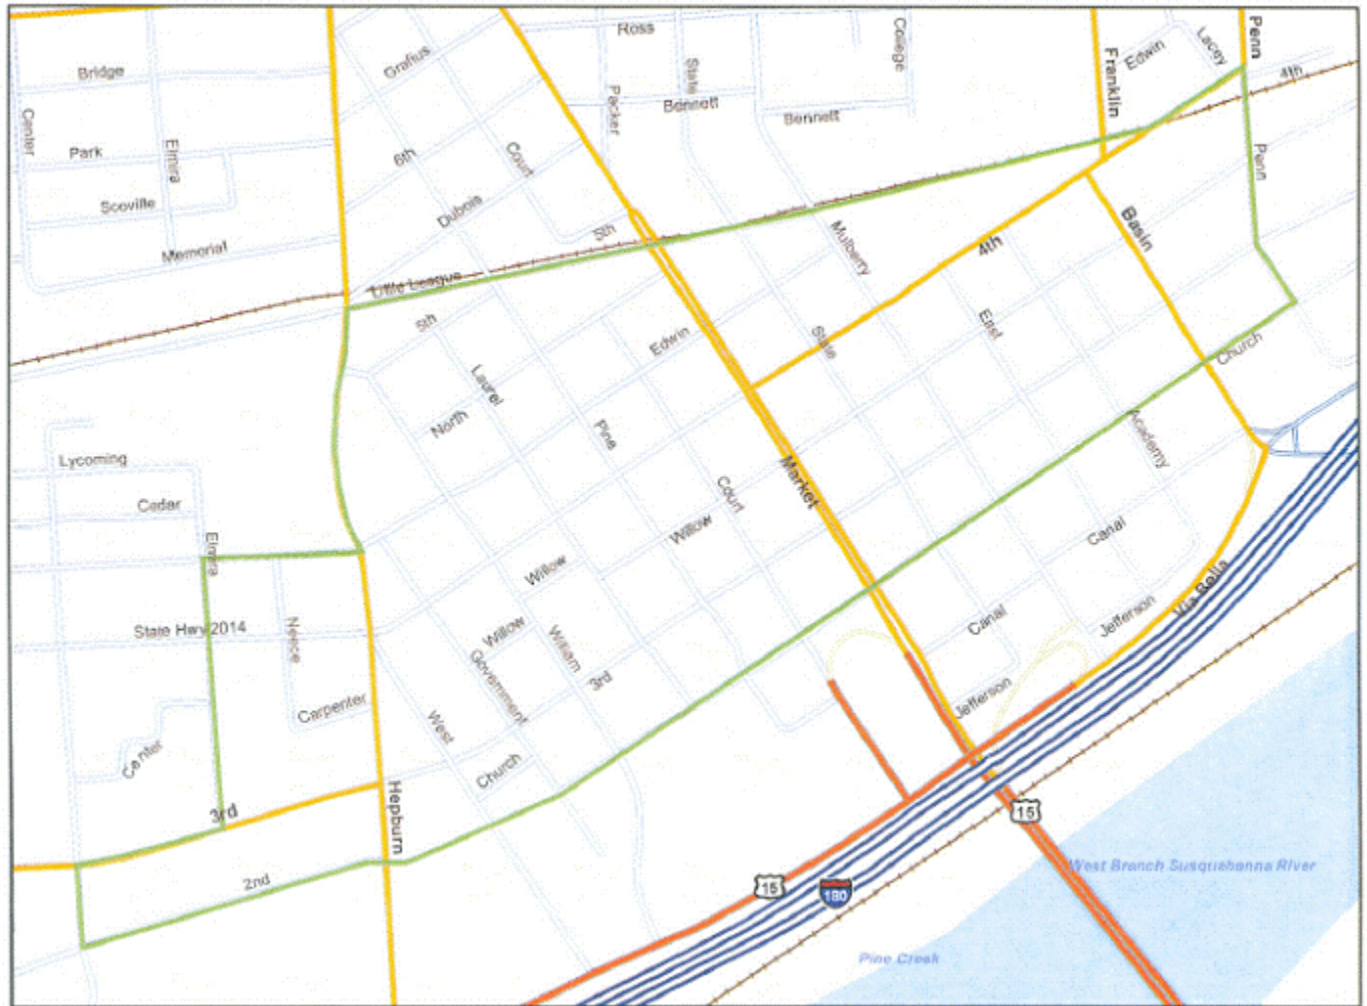 Ross
College
Penn
Grafius
Edwin
Lacey
Bridge
State
Franklin
4th
Packer
Bennett
Bennett
Center
Park
Elmira
6th
Court
Penn
Scoville
Dubois
Memorial
5th
Mulberry
Basin
4th
Little League
5th
Edwin
State
East
Church
Laurel
North
Pine
Academy
Lycoming
Market
Cedar
Court
Willow
Canal
Elmira
Willow
Via Bella
State Hwy 2014
Neice
Willow
William
Canal
Jefferson
Government
3rd
Carpenter
Jefferson
West
Center
Church
3rd
Hepburn
15
2nd
15
180
West Branch Susquehanna River
Pine Creek